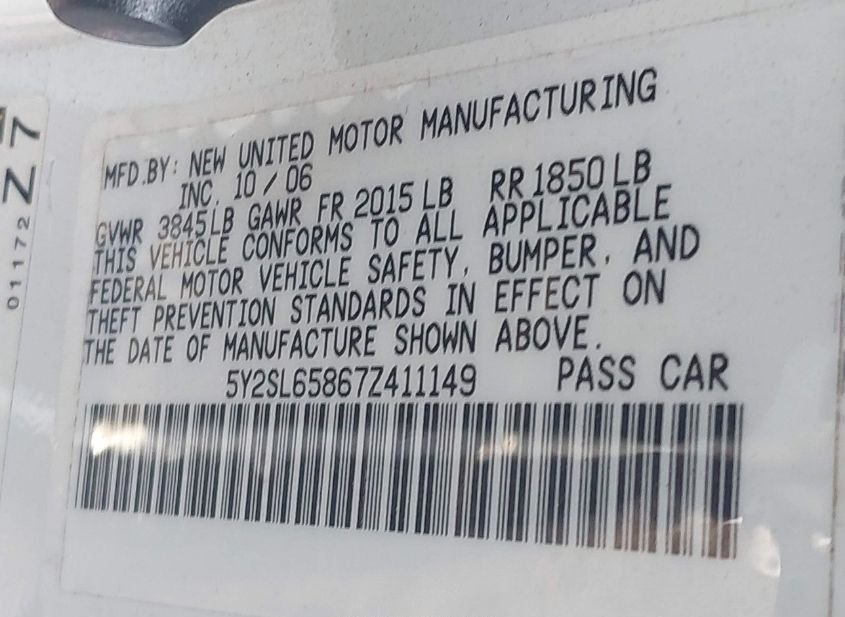 MFD.BY: NEW UNITED MOTOR MANUFACTURING
INC. 10 / 06
GVWR 3845LB GAWR FR 2015 LB RR 1850 LB
THIS VEHICLE CONFORMS TO ALL APPLICABLE
FEDERAL MOTOR VEHICLE SAFETY, BUMPER, AND
THEFT PREVENTION STANDARDS IN EFFECT ON
THE DATE OF MANUFACTURE SHOWN ABOVE.
5Y2SL65867Z411149 PASS CAR
Z7
01172